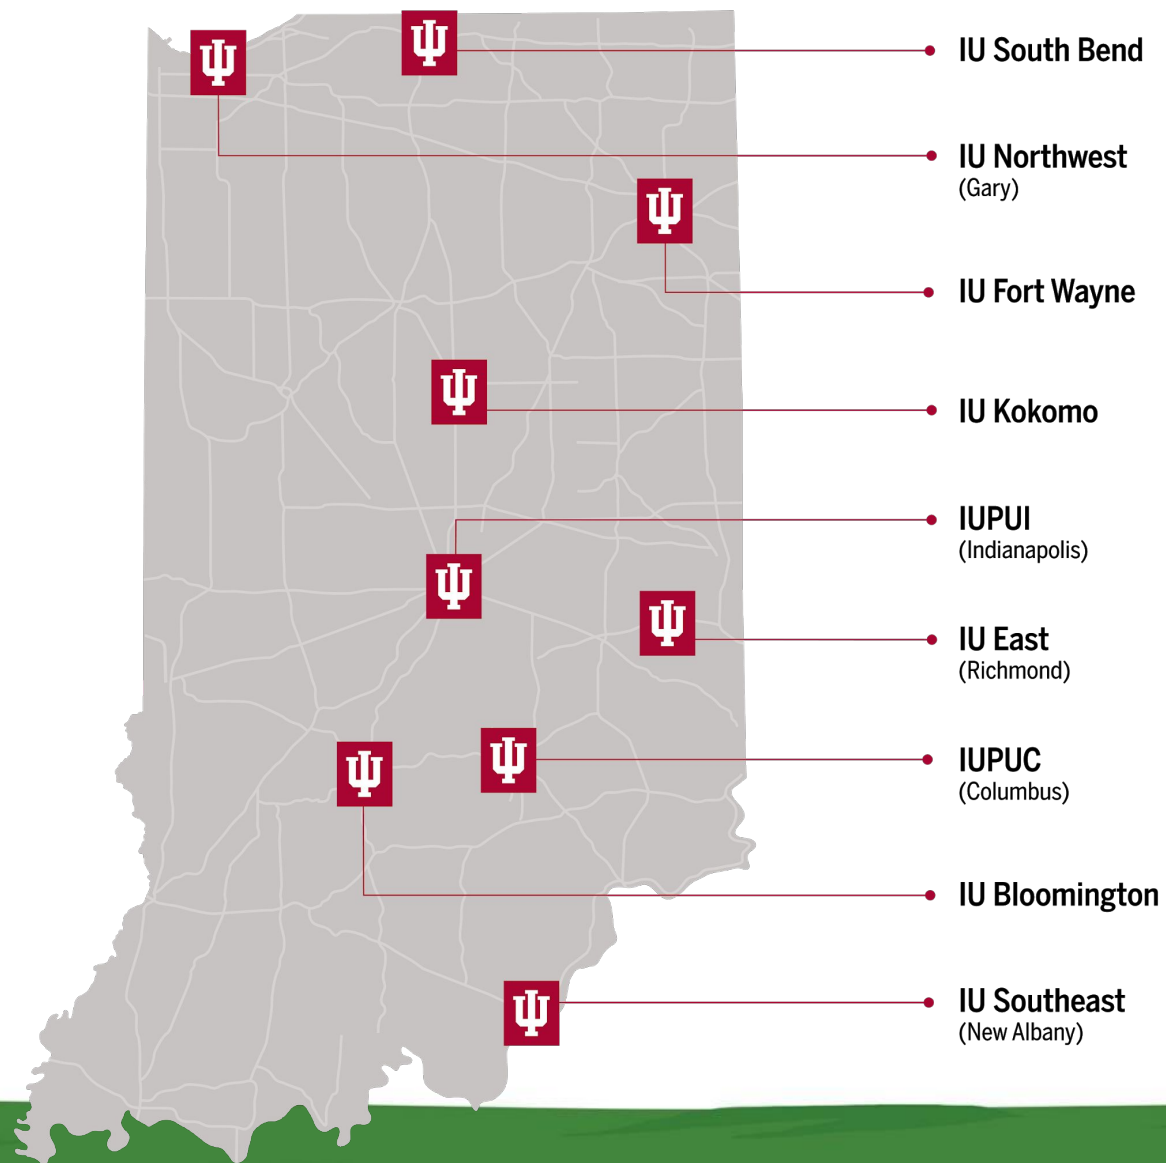 IU South Bend
IU Northwest
(Gary)
IU Fort Wayne
IU Kokomo
IUPUI
(Indianapolis)
IU East
(Richmond)
IUPUC
(Columbus)
IU Bloomington
IU Southeast
(New Albany)